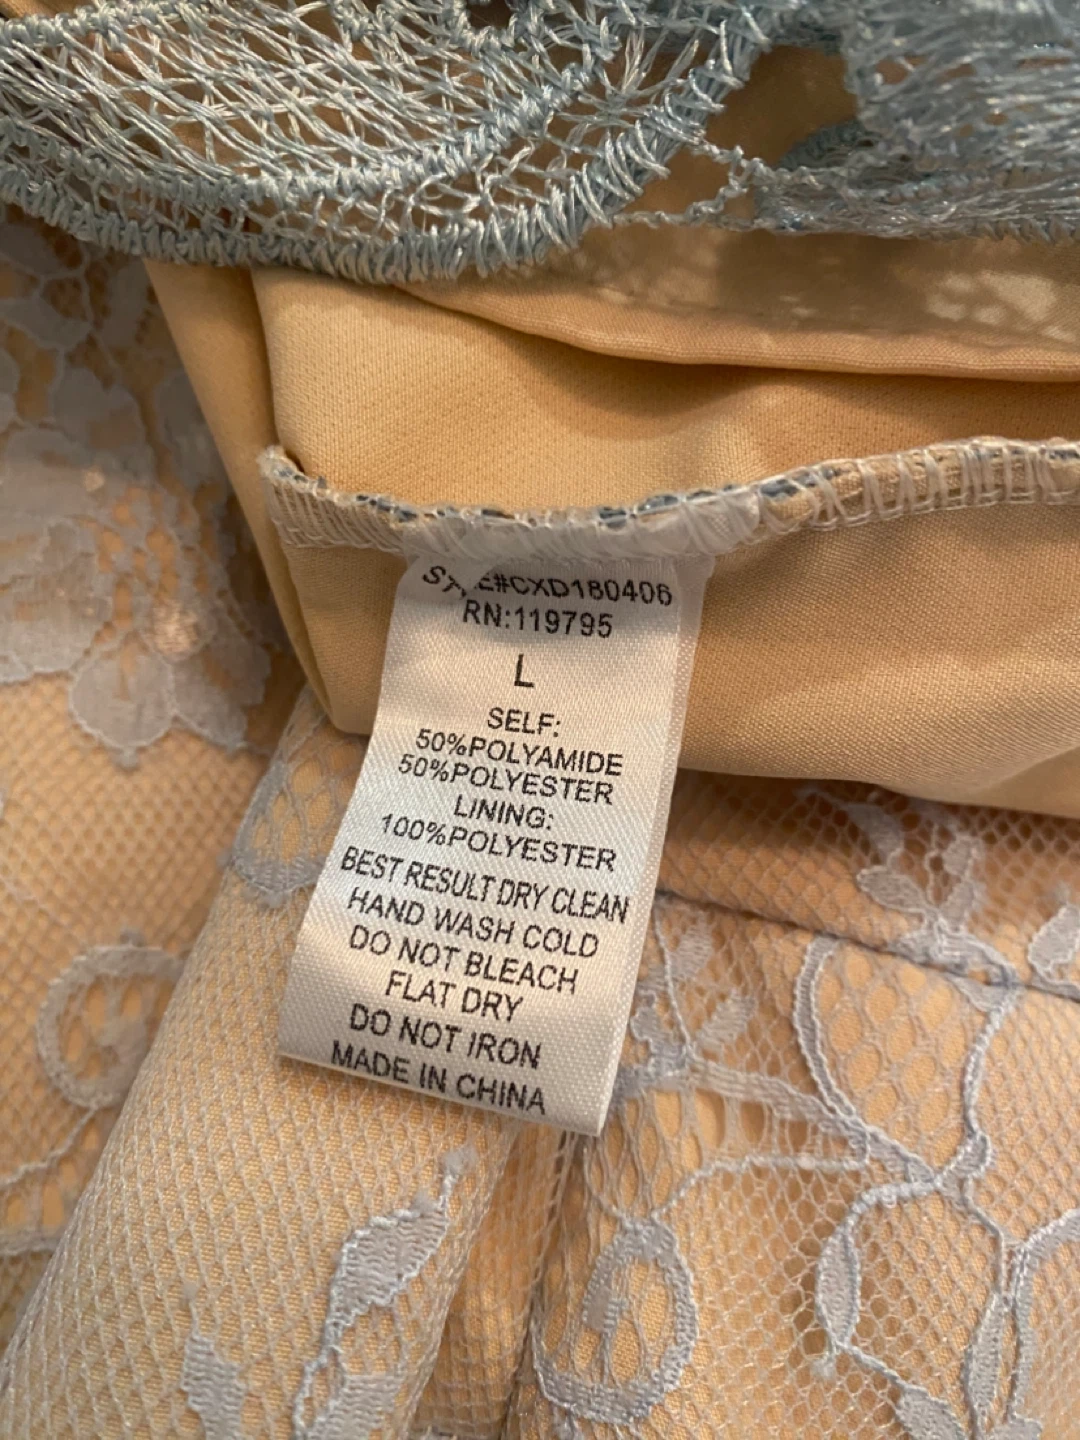 STYLE#CXD180406
RN:119795
L
SELF:
50%POLYAMIDE
50%POLYESTER
LINING:
100%POLYESTER
BEST RESULT DRY CLEAN
HAND WASH COLD
DO NOT BLEACH
FLAT DRY
DO NOT IRON
MADE IN CHINA